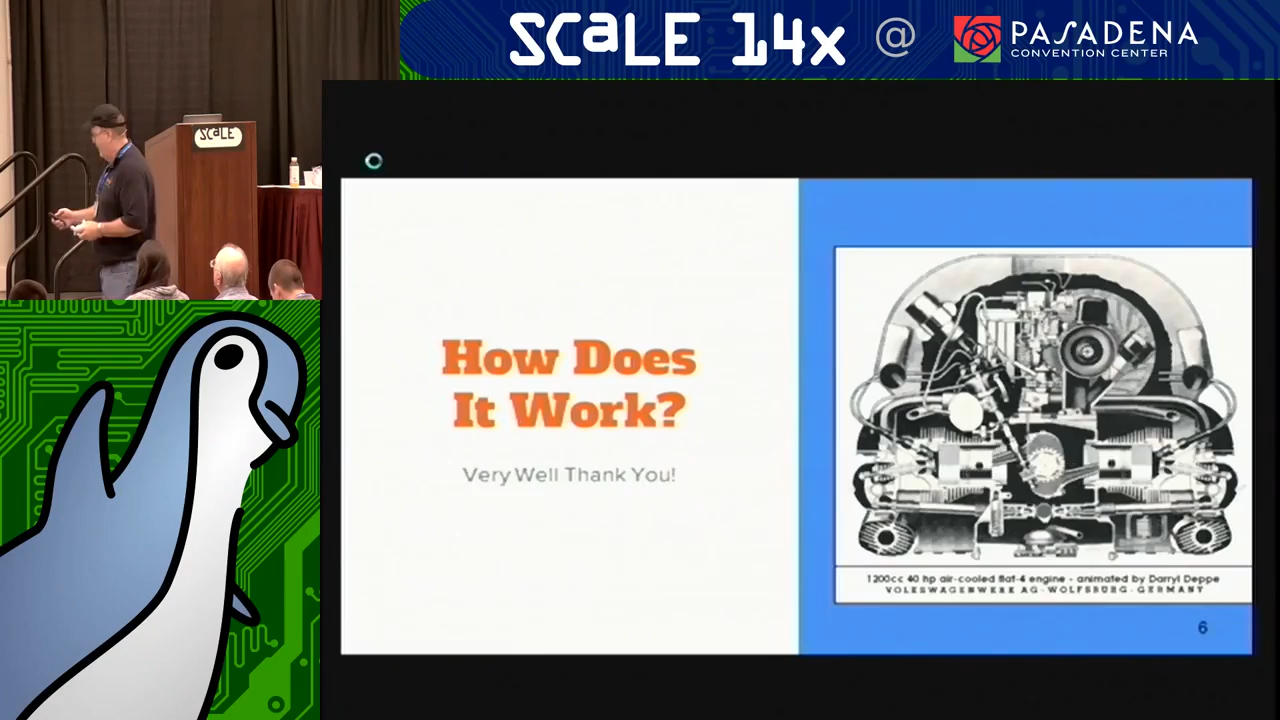 SCaLE 14x @ PASADENA
CONVENTION CENTER
SCaLE
How Does
It Work?
Very Well Thank You!
1200cc 40 hp air-cooled flat-4 engine - animated by Darryl Deppe
VOLKSWAGENWERK AG · WOLFSBURG · GERMANY
6